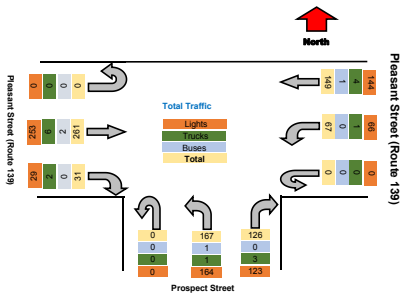 North
Pleasant Street (Route 139)
0 0 0 0
253 6 2 261
29 2 0 31
Total Traffic
Lights
Trucks
Buses
Total
149 1 4 144
67 0 1 66
0 0 0 0
Pleasant Street (Route 139)
0 167 126
0 1 0
0 1 3
0 164 123
Prospect Street